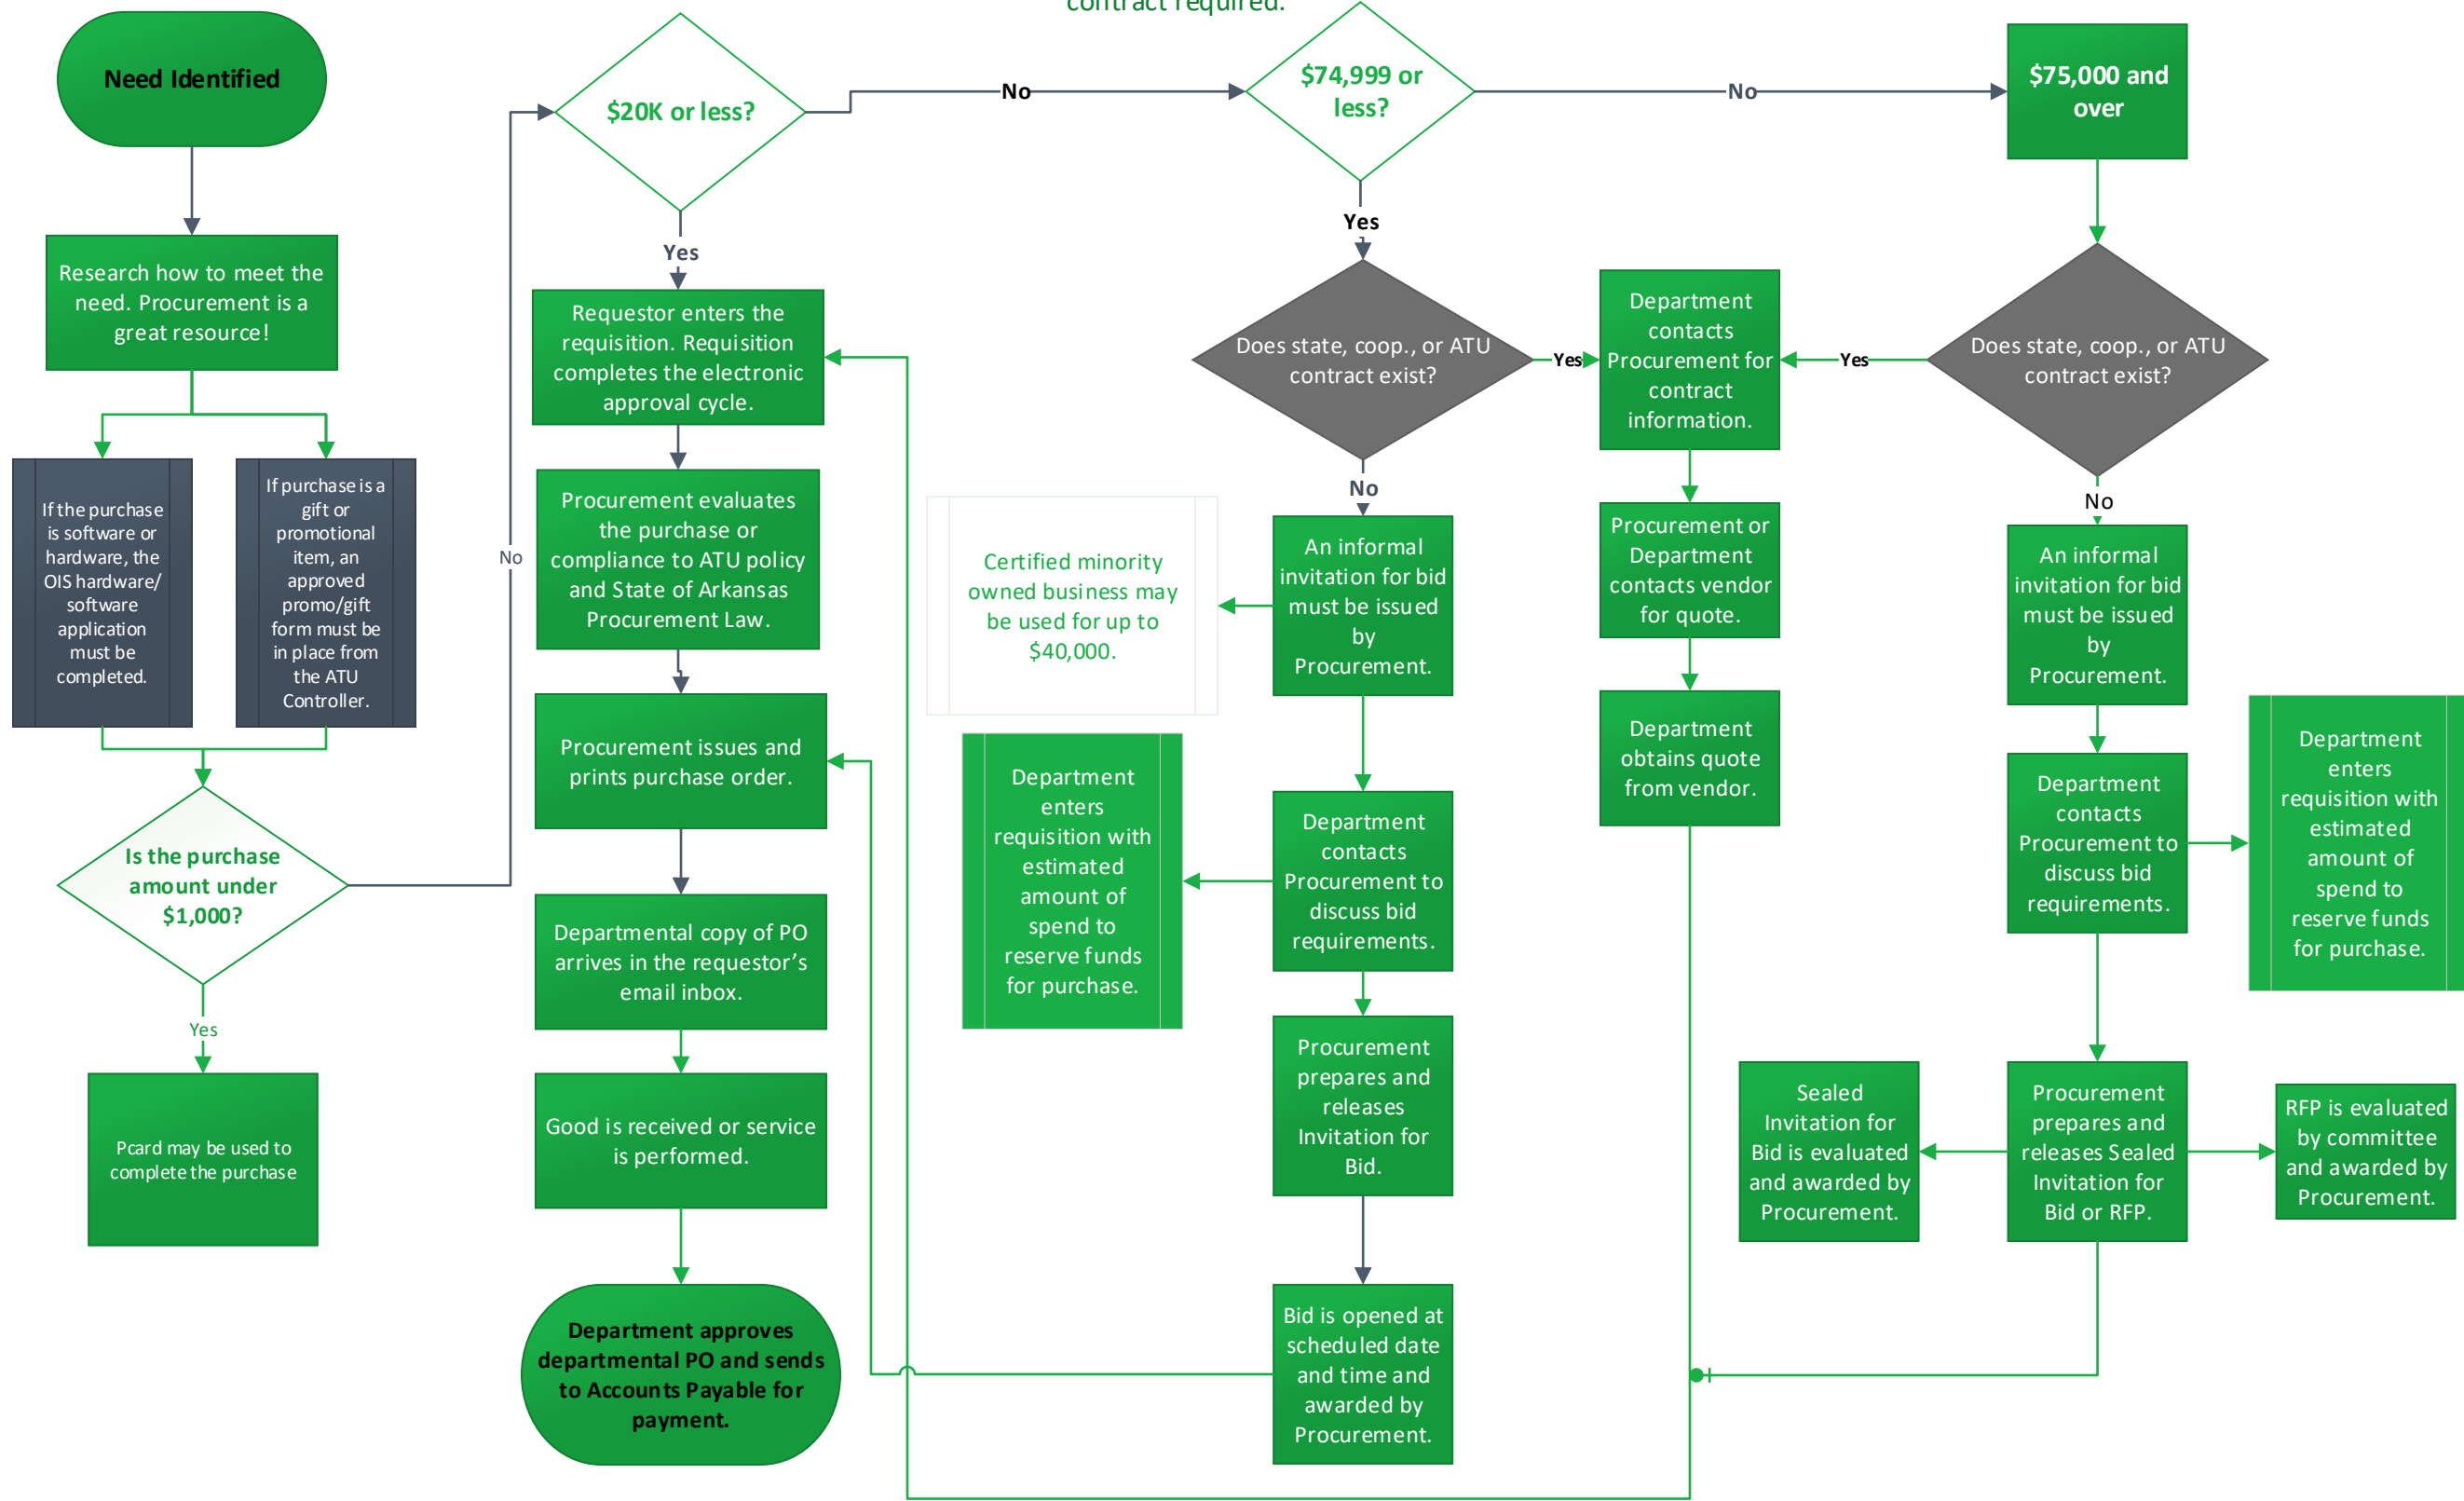 contract required.
Need Identified
$20K or less?
No
$74,999 or
less?
No
$75,000 and
over
Yes
Yes
Research how to meet the
need. Procurement is a
great resource!
If the purchase
is software or
hardware, the
OIS hardware/
software
application
must be
completed.
If purchase is a
gift or
promotional
item, an
approved
promo/gift
form must be
in place from
the ATU
Controller.
Is the purchase
amount under
$1,000?
No
Yes
Pcard may be used to
complete the purchase
Requestor enters the
requisition. Requisition
completes the electronic
approval cycle.
Procurement evaluates
the purchase or
compliance to ATU policy
and State of Arkansas
Procurement Law.
Procurement issues and
prints purchase order.
Departmental copy of PO
arrives in the requestor’s
email inbox.
Good is received or service
is performed.
Department approves
departmental PO and sends
to Accounts Payable for
payment.
Does state, coop., or ATU
contract exist?
Yes
No
Certified minority
owned business may
be used for up to
$40,000.
An informal
invitation for bid
must be issued
by
Procurement.
Department
enters
requisition with
estimated
amount of
spend to
reserve funds
for purchase.
Department
contacts
Procurement to
discuss bid
requirements.
Procurement
prepares and
releases
Invitation for
Bid.
Bid is opened at
scheduled date
and time and
awarded by
Procurement.
Department
contacts
Procurement for
contract
information.
Procurement or
Department
contacts vendor
for quote.
Department
obtains quote
from vendor.
Does state, coop., or ATU
contract exist?
Yes
No
An informal
invitation for bid
must be issued
by
Procurement.
Department
contacts
Procurement to
discuss bid
requirements.
Department
enters
requisition with
estimated
amount of
spend to
reserve funds
for purchase.
Sealed
Invitation for
Bid is evaluated
and awarded by
Procurement.
Procurement
prepares and
releases Sealed
Invitation for
Bid or RFP.
RFP is evaluated
by committee
and awarded by
Procurement.